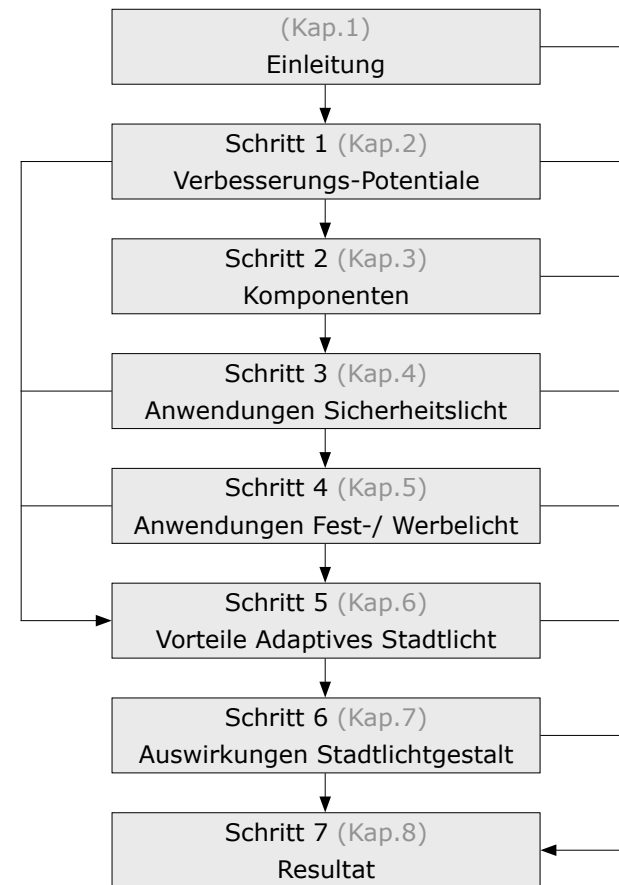 (Kap.1)
Einleitung
Schritt 1 (Kap.2)
Verbesserungs-Potentiale
Schritt 2 (Kap.3)
Komponenten
Schritt 3 (Kap.4)
Anwendungen Sicherheitslicht
Schritt 4 (Kap.5)
Anwendungen Fest-/ Werbelicht
Schritt 5 (Kap.6)
Vorteile Adaptives Stadtlicht
Schritt 6 (Kap.7)
Auswirkungen Stadtlichtgestalt
Schritt 7 (Kap.8)
Resultat